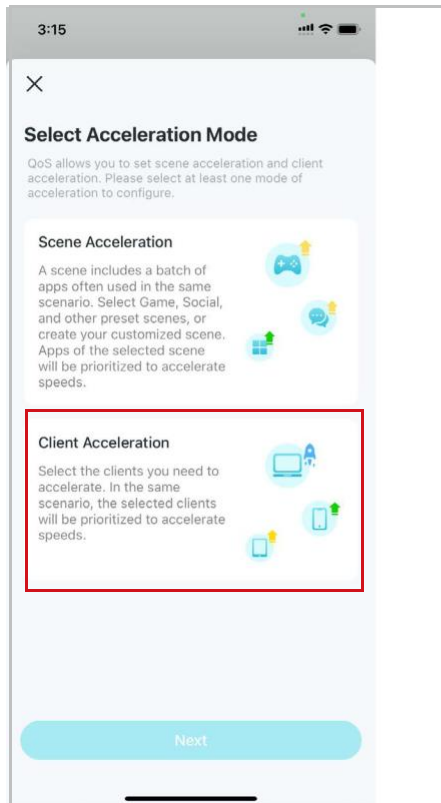 3:15
Select Acceleration Mode
QoS allows you to set scene acceleration and client
acceleration. Please select at least one mode of
acceleration to configure.
Scene Acceleration
A scene includes a batch of
apps often used in the same
scenario. Select Game, Social,
and other preset scenes, or
create your customized scene.
Apps of the selected scene
will be prioritized to accelerate
speeds.
Client Acceleration
Select the clients you need to
accelerate. In the same
scenario, the selected clients
will be prioritized to accelerate
speeds.
Next